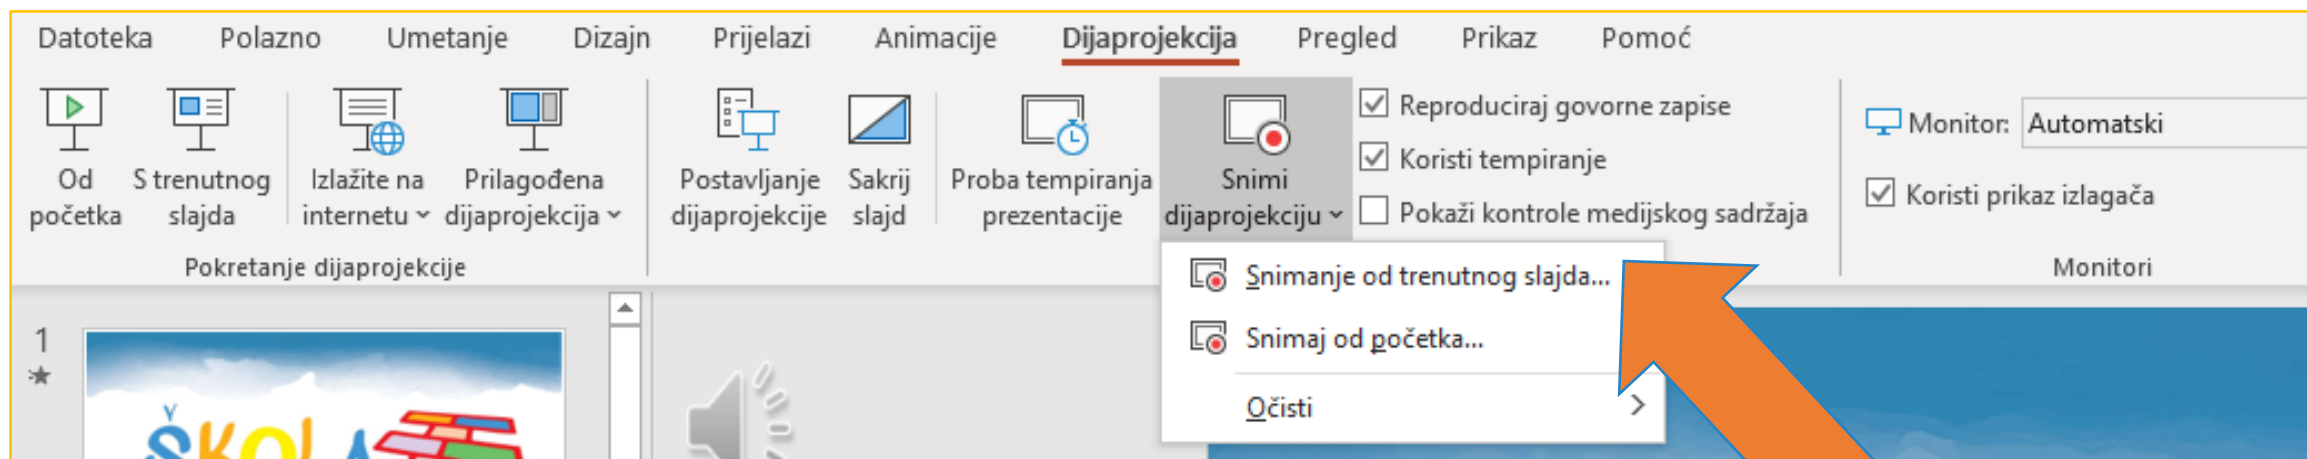 Datoteka Polazno Umetanje Dizajn Prijelazi Animacije Dijaprojekcija Pregled Prikaz Pomoć
Od početka
S trenutnog slajda
Izlažite na internetu
Prilagođena dijaprojekcija
Pokretanje dijaprojekcije
Postavljanje dijaprojekcije
Sakrij slajd
Proba tempiranja prezentacije
Snimi dijaprojekciju
Reproduciraj govorne zapise
Koristi tempiranje
Pokaži kontrole medijskog sadržaja
Monitor: Automatski
Koristi prikaz izlagača
Monitori
Snimanje od trenutnog slajda...
Snimaj od početka...
Očisti
1
ŠKOLA